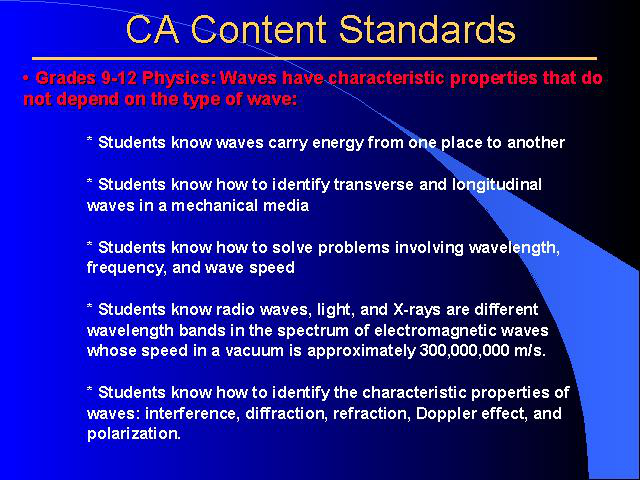 CA Content Standards
• Grades 9-12 Physics: Waves have characteristic properties that do
not depend on the type of wave:
* Students know waves carry energy from one place to another
* Students know how to identify transverse and longitudinal
waves in a mechanical media
* Students know how to solve problems involving wavelength,
frequency, and wave speed
* Students know radio waves, light, and X-rays are different
wavelength bands in the spectrum of electromagnetic waves
whose speed in a vacuum is approximately 300,000,000 m/s.
* Students know how to identify the characteristic properties of
waves: interference, diffraction, refraction, Doppler effect, and
polarization.